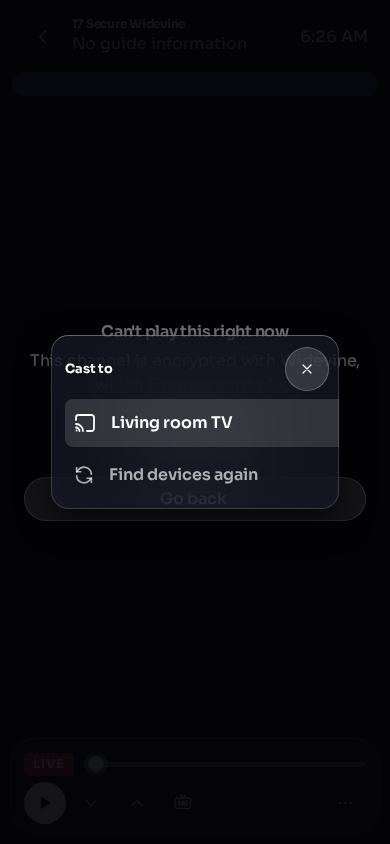 17 Secure Widevine
No guide information
6:26 AM
Can't play this right now
This channel is encrypted with Widevine,
Cast to
Living room TV
Find devices again
Go back
LIVE